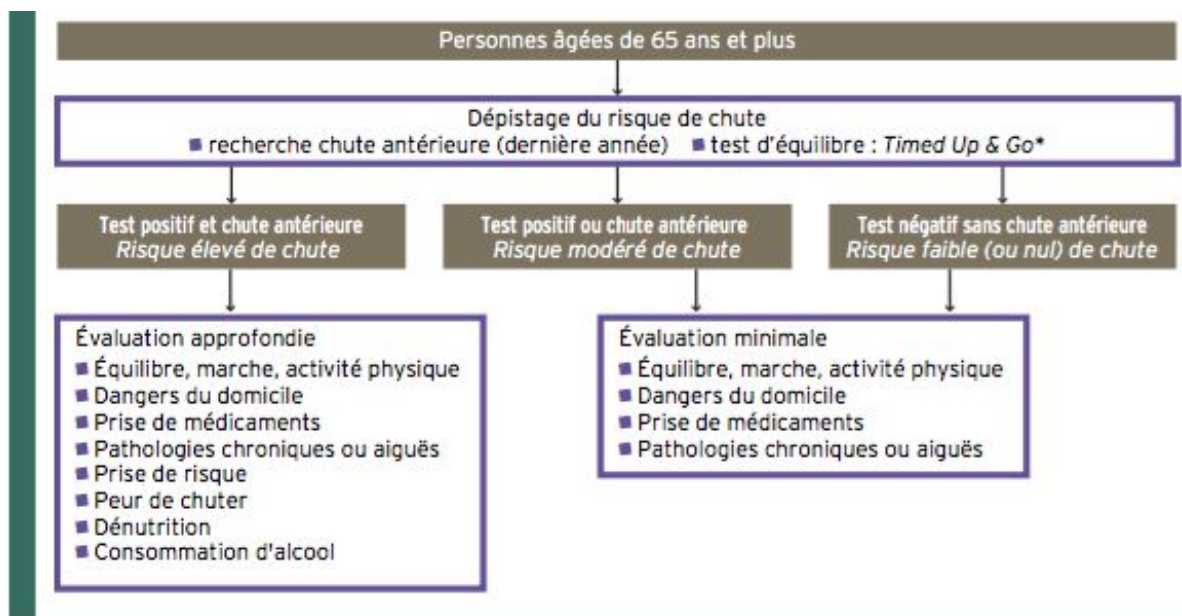 Personnes âgées de 65 ans et plus
Dépistage du risque de chute
■ recherche chute antérieure (dernière année) ■ test d'équilibre : Timed Up & Go*
Test positif et chute antérieure
Risque élevé de chute
Test positif ou chute antérieure
Risque modéré de chute
Test négatif sans chute antérieure
Risque faible (ou nul) de chute
Évaluation approfondie
■ Équilibre, marche, activité physique
■ Dangers du domicile
■ Prise de médicaments
■ Pathologies chroniques ou aiguës
■ Prise de risque
■ Peur de chuter
■ Dénutrition
■ Consommation d'alcool
Évaluation minimale
■ Équilibre, marche, activité physique
■ Dangers du domicile
■ Prise de médicaments
■ Pathologies chroniques ou aiguës